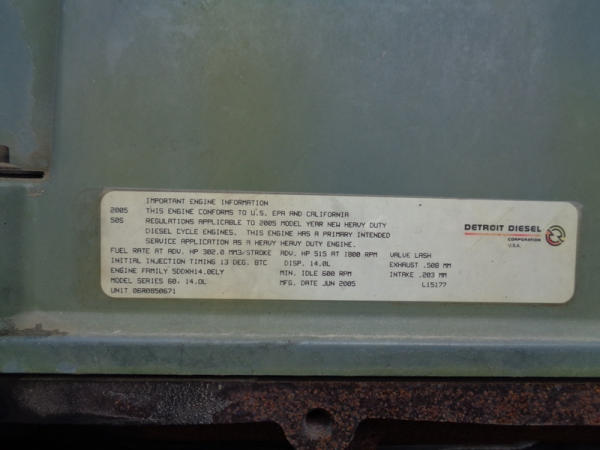 IMPORTANT ENGINE INFORMATION
2005 THIS ENGINE CONFORMS TO U.S. EPA AND CALIFORNIA
50S REGULATIONS APPLICABLE TO 2005 MODEL YEAR NEW HEAVY DUTY
DIESEL CYCLE ENGINES. THIS ENGINE HAS A PRIMARY INTENDED
SERVICE APPLICATION AS A HEAVY HEAVY DUTY ENGINE.
FUEL RATE AT ADV. HP 302.0 MM3/STROKE ADV. HP 515 AT 1800 RPM VALVE LASH
INITIAL INJECTION TIMING 13 DEG. BTC DISP. 14.0L EXHAUST .508 MM
ENGINE FAMILY 5DDXH14.0ELY MIN. IDLE 600 RPM INTAKE .203 MM
MODEL SERIES 60, 14.0L MFG. DATE JUN 2005 L15177
UNIT 06R0850671
DETROIT DIESEL
CORPORATION
U.S.A.